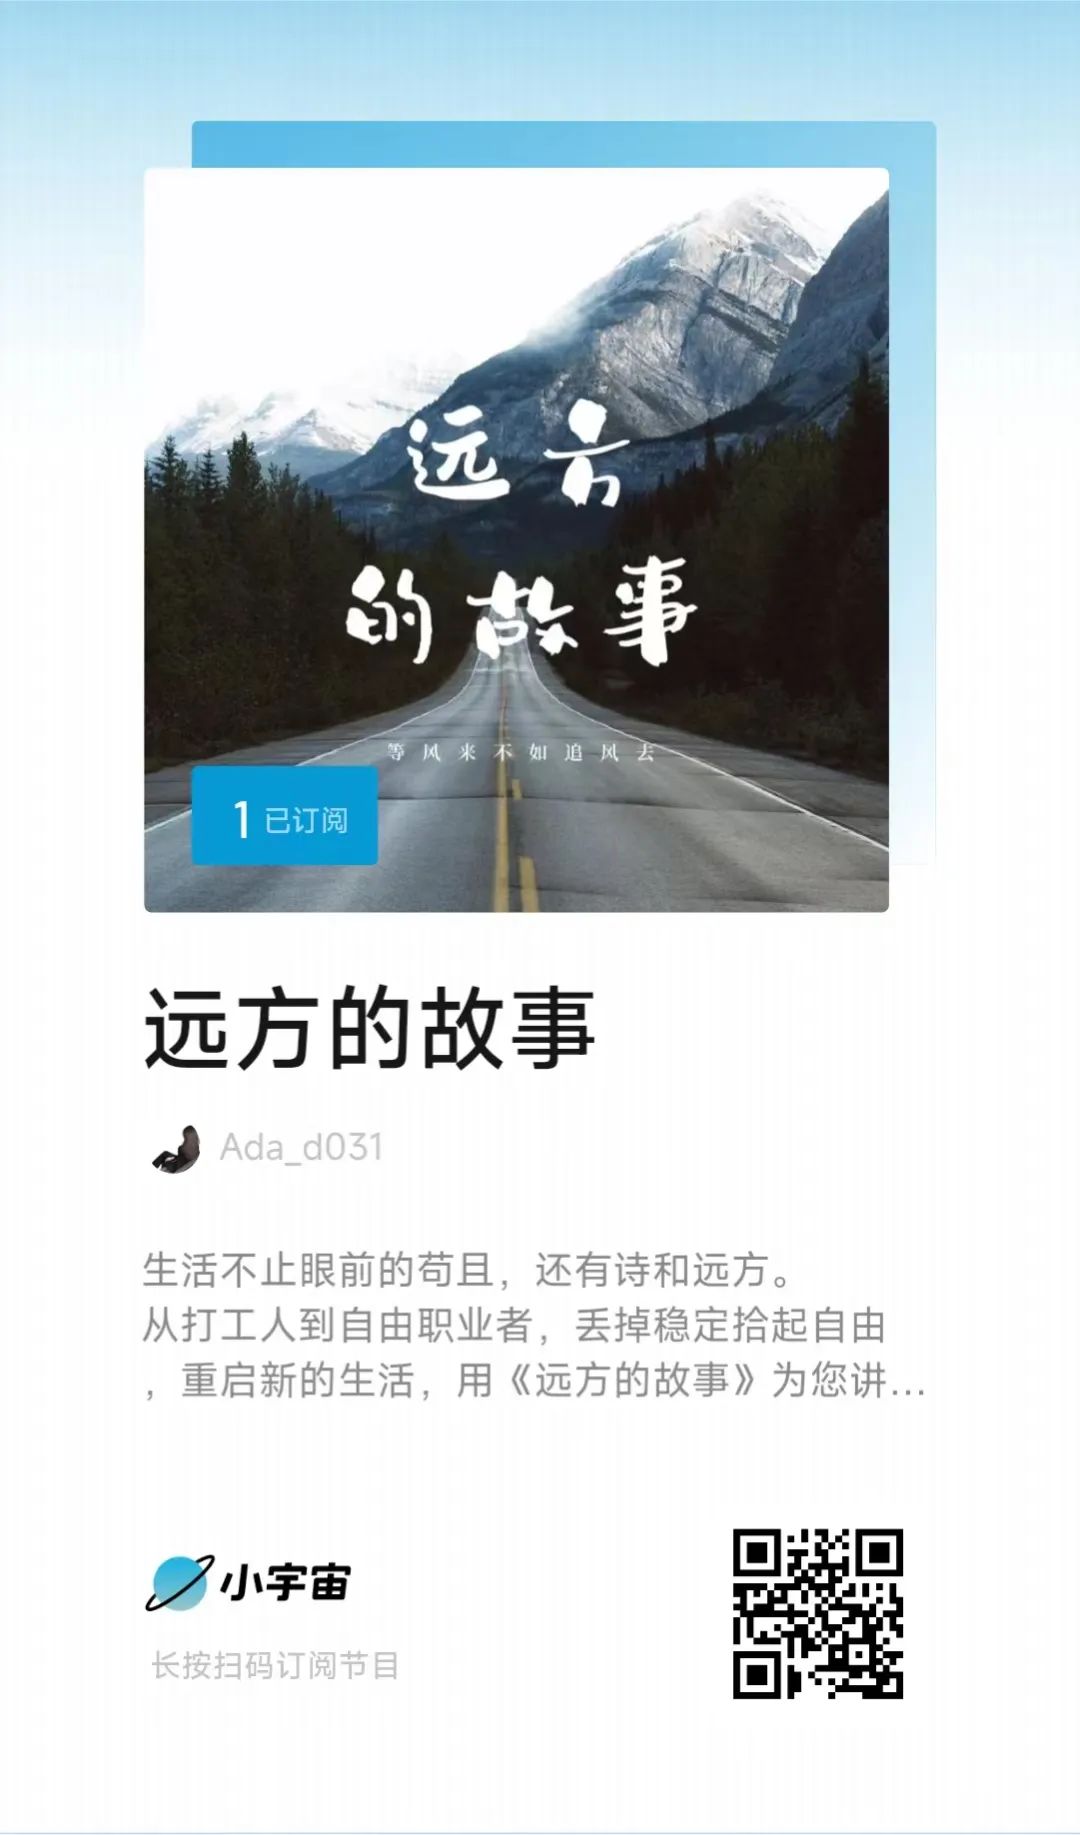 远方
的故事
等风来不如追风去
1 已订阅
远方的故事
Ada_d031
生活不止眼前的苟且，还有诗和远方。
从打工人到自由职业者，丢掉稳定拾起自由
，重启新的生活，用《远方的故事》为您讲...
小宇宙
长按扫码订阅节目